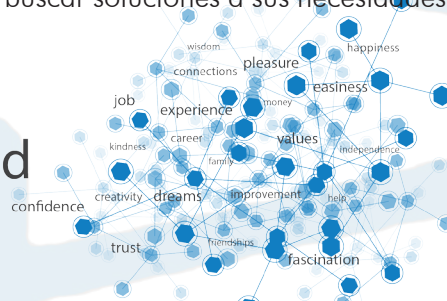 buscar soluciones a sus necesidades
wisdom
happiness
pleasure
connections
easiness
job
experience
money
career
values
kindness
independence
family
d
creativity
dreams
improvement
help
confidence
trust
friendships
fascination